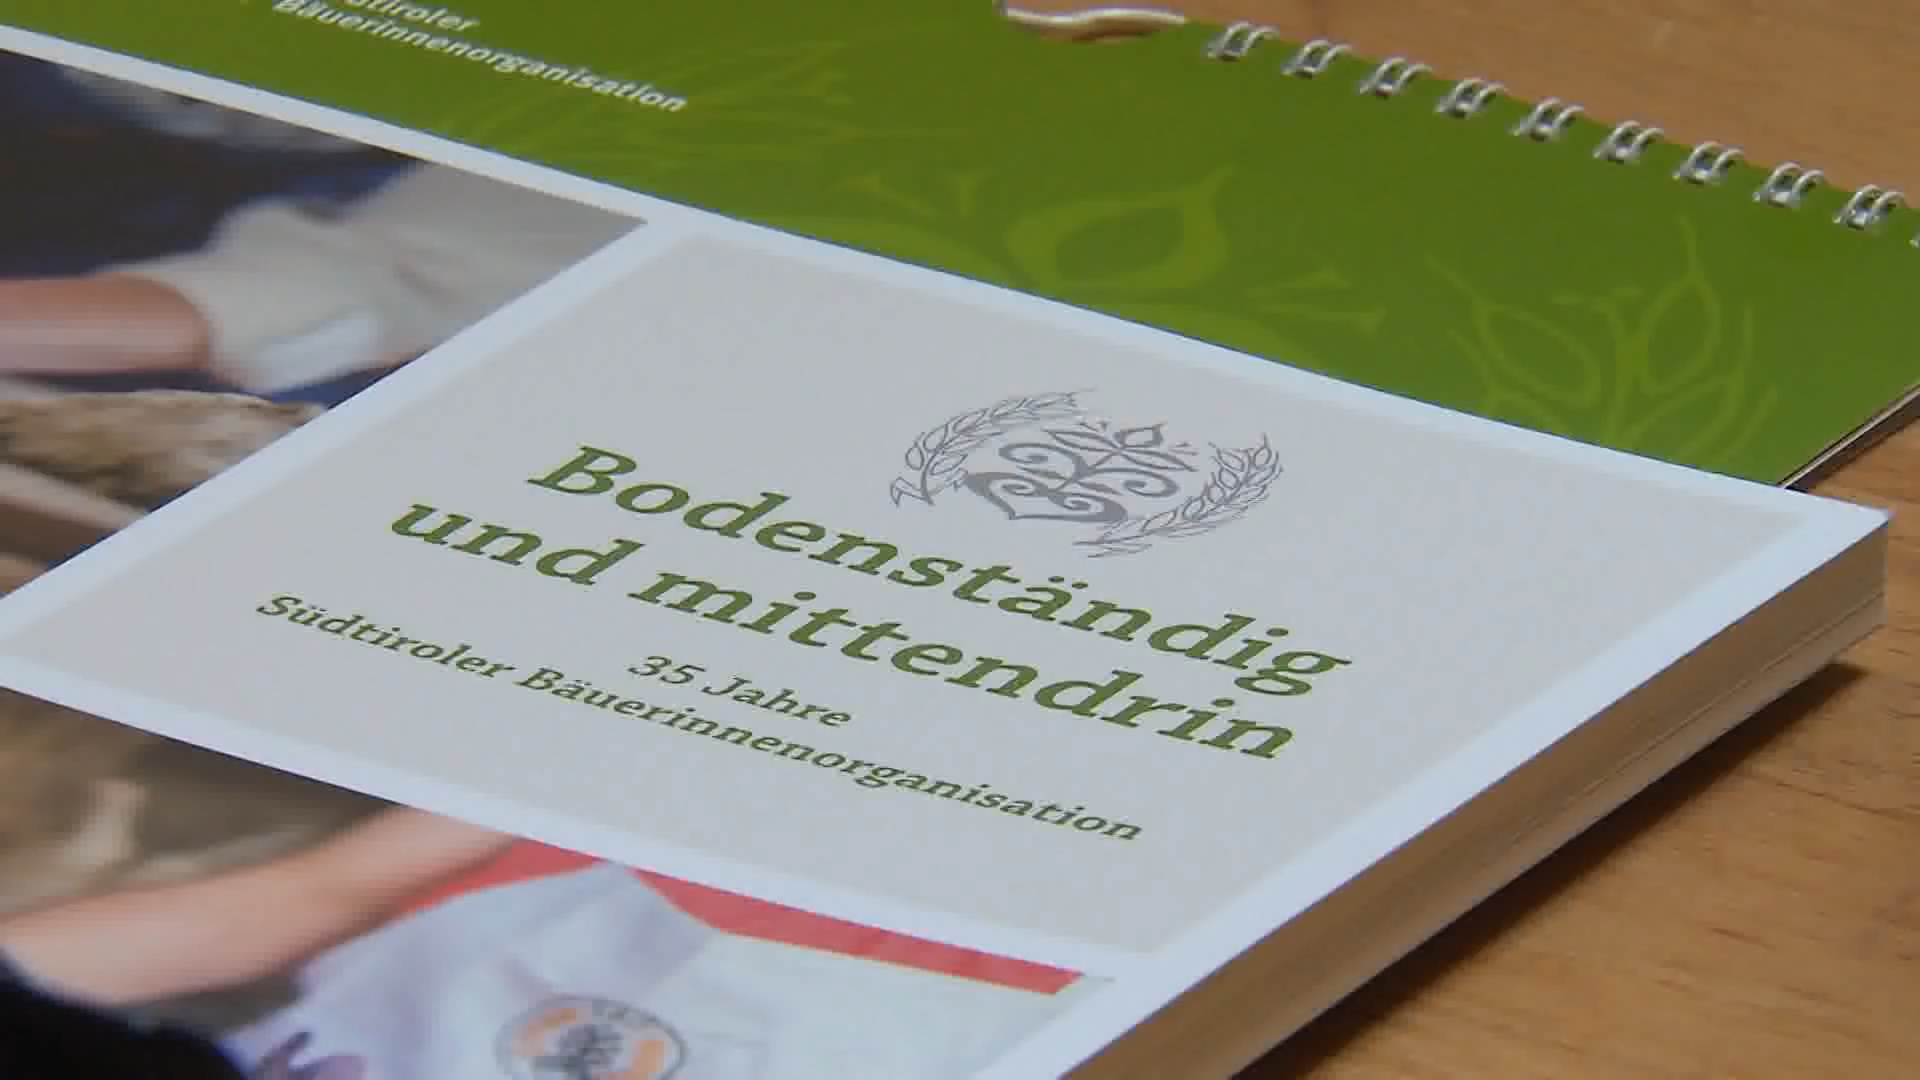 Bäuerinnenorganisation
Bodenständig
und mittendrin
35 Jahre
Südtiroler Bäuerinnenorganisation